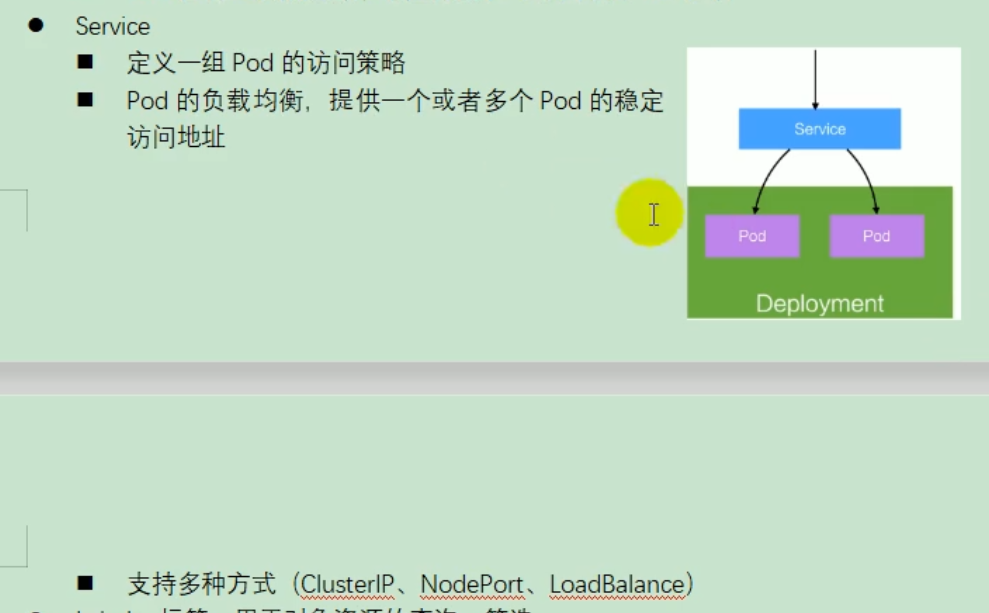 ● Service
■ 定义一组 Pod 的访问策略
■ Pod 的负载均衡，提供一个或者多个 Pod 的稳定
访问地址
Service
Pod
Pod
Deployment
■ 支持多种方式（ClusterIP、NodePort、LoadBalance）